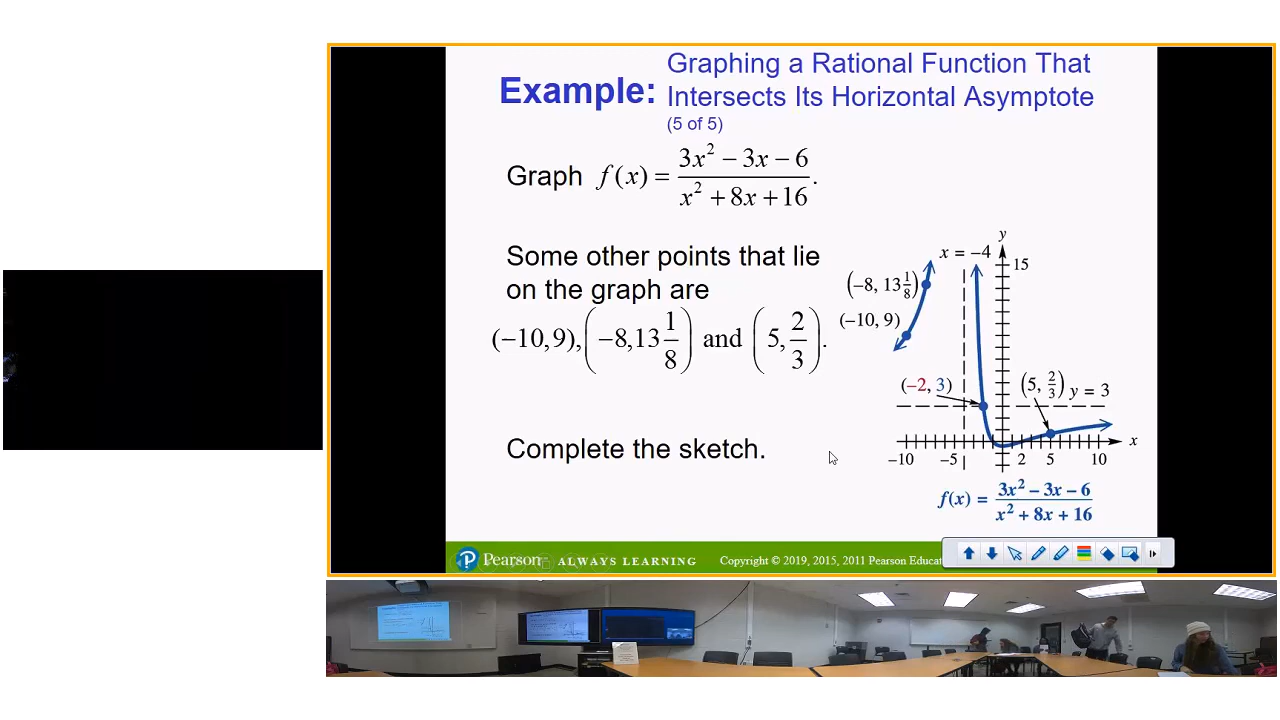 Graphing a Rational Function That
Example: Intersects Its Horizontal Asymptote
(5 of 5)
Graph f(x) = (3x² − 3x − 6)/(x² + 8x + 16).
Some other points that lie
on the graph are
(−10, 9), (−8, 13 1/8) and (5, 2/3).
Complete the sketch.
y
x = −4
15
(−8, 13 1/8)
(−10, 9)
(−2, 3)
(5, 2/3)
y = 3
x
−10 −5 2 5 10
f(x) = (3x² − 3x − 6)/(x² + 8x + 16)
P Pearson ALWAYS LEARNING Copyright © 2019, 2015, 2011 Pearson Educat